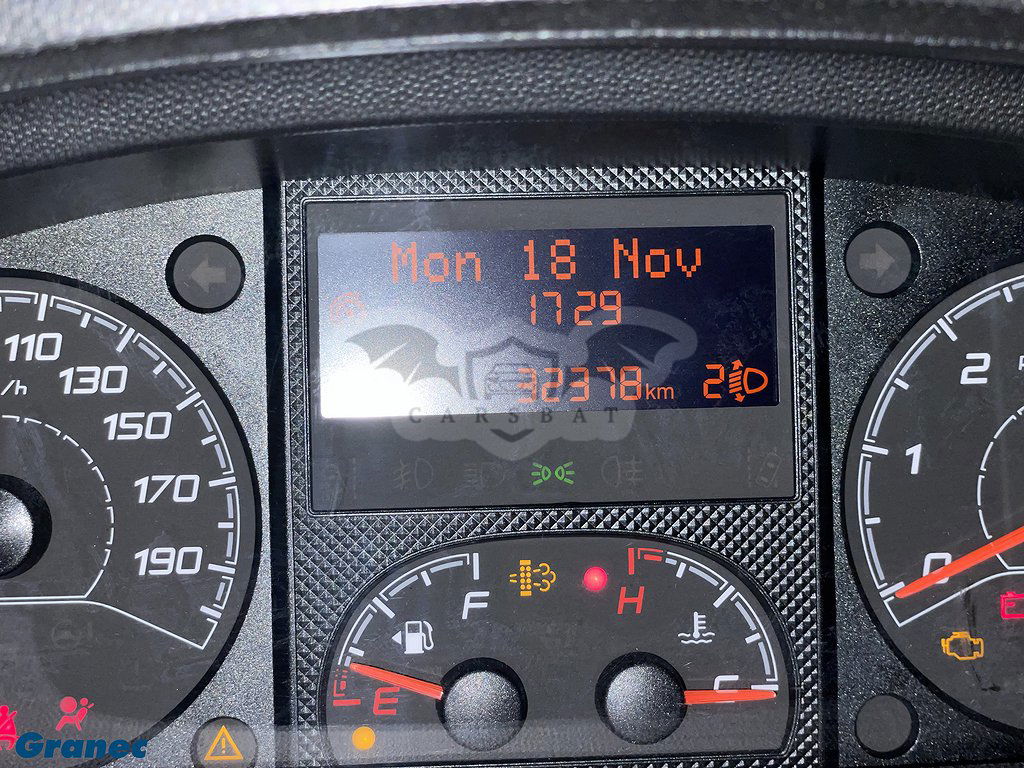 Mon 18 Nov
1729
32378km 2
CARSBAT
110
/h
130
150
170
190
F
E
H
C
2
1
0
Granec